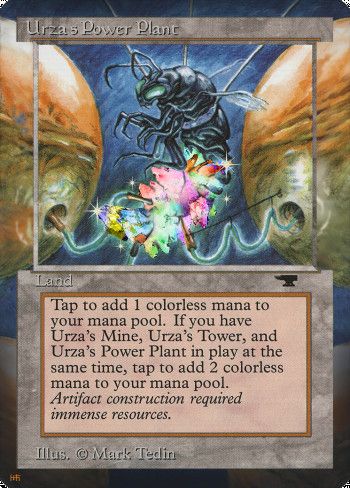 Urza's Power Plant
Land
Tap to add 1 colorless mana to
your mana pool. If you have
Urza's Mine, Urza's Tower, and
Urza's Power Plant in play at the
same time, tap to add 2 colorless
mana to your mana pool.
Artifact construction required
immense resources.
Illus. © Mark Tedin